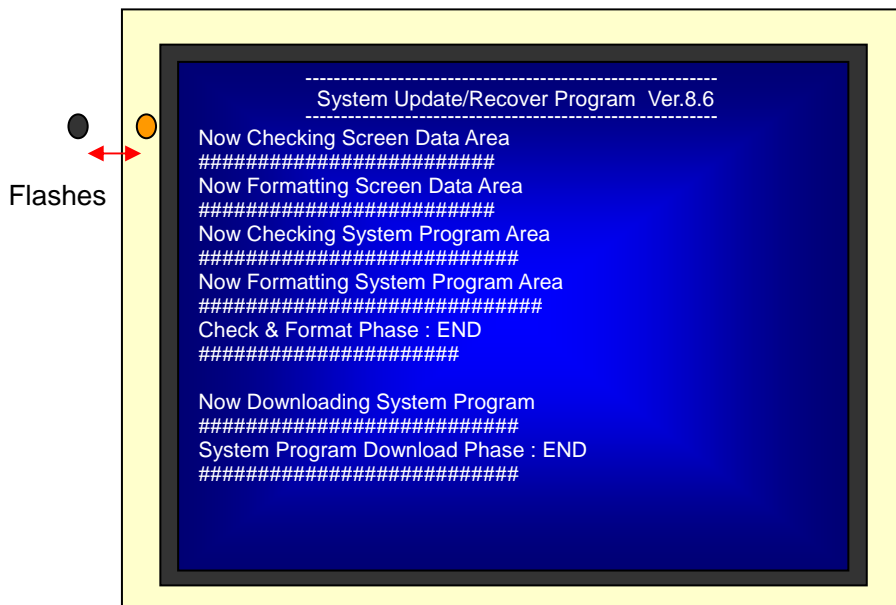 ----------------------------------------------------------
System Update/Recover Program Ver.8.6
----------------------------------------------------------
Now Checking Screen Data Area
#########################
Now Formatting Screen Data Area
#########################
Now Checking System Program Area
###########################
Now Formatting System Program Area
#############################
Check & Format Phase : END
######################
Now Downloading System Program
###########################
System Program Download Phase : END
###########################
Flashes